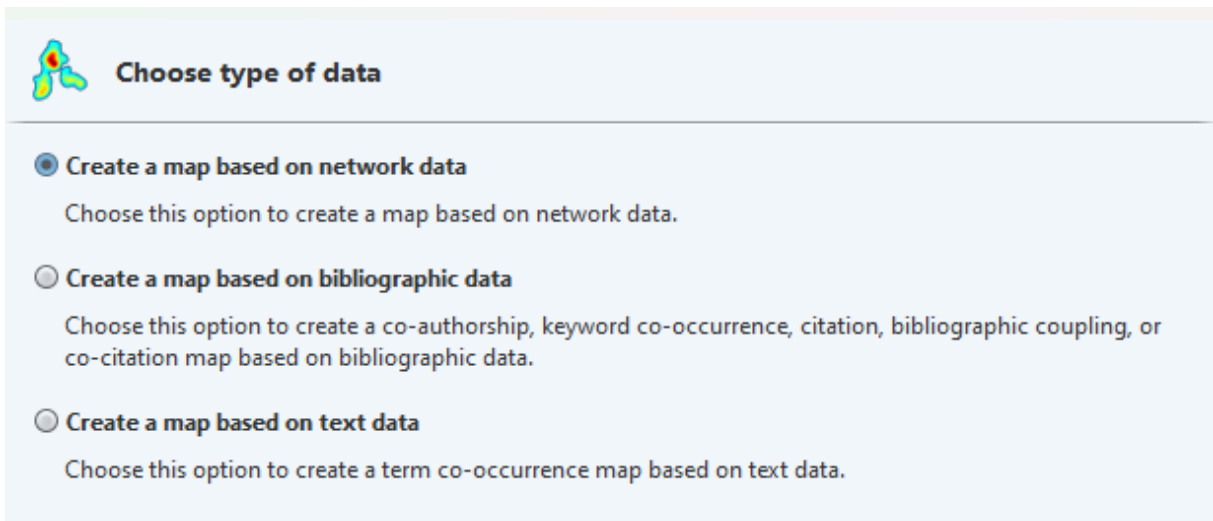 Choose type of data
Create a map based on network data
Choose this option to create a map based on network data.
Create a map based on bibliographic data
Choose this option to create a co-authorship, keyword co-occurrence, citation, bibliographic coupling, or
co-citation map based on bibliographic data.
Create a map based on text data
Choose this option to create a term co-occurrence map based on text data.